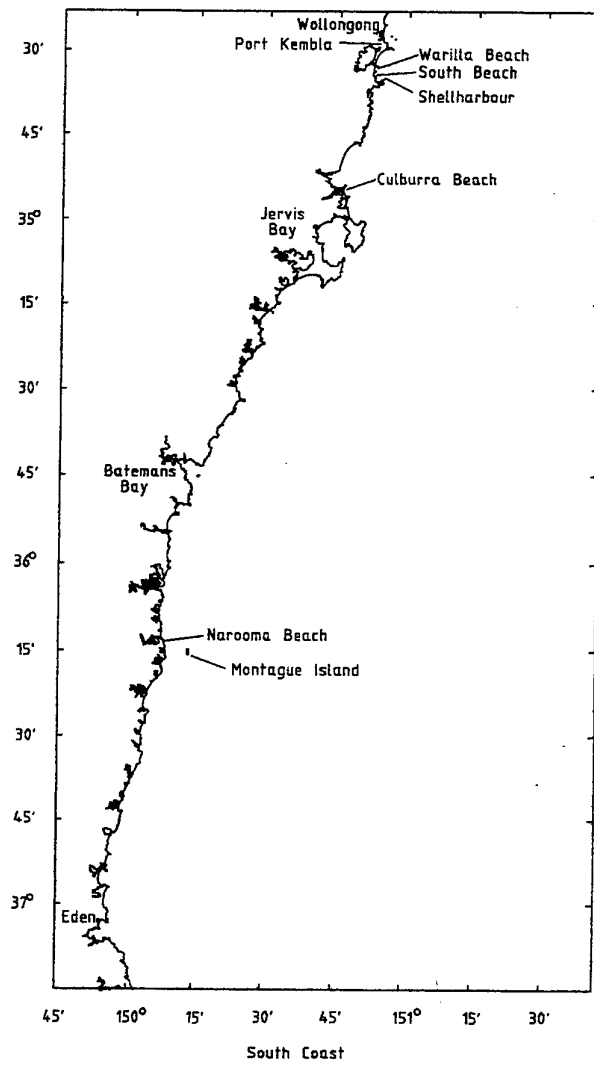 Wollongong
30′
Port Kembla
Warilla Beach
South Beach
Shellharbour
45′
Culburra Beach
35°
Jervis
Bay
15′
30′
45′
Batemans
Bay
36°
Narooma Beach
15′
Montague Island
30′
45′
37°
Eden
45′ 150° 15′ 30′ 45′ 151° 15′ 30′
South Coast